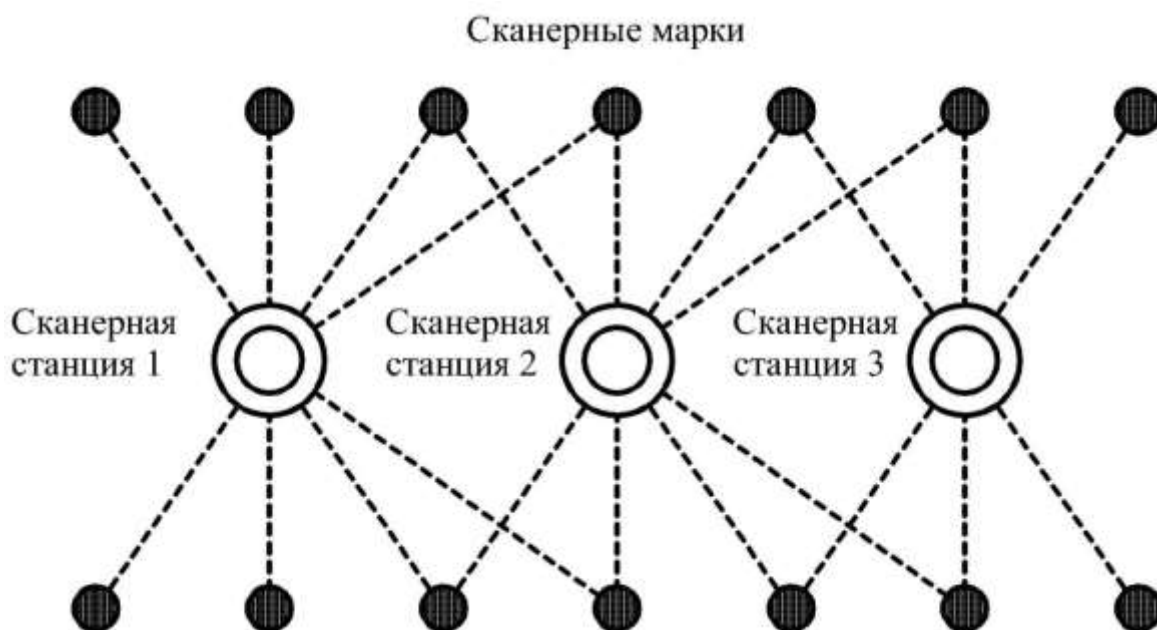 Сканерные марки
Сканерная
станция 1
Сканерная
станция 2
Сканерная
станция 3